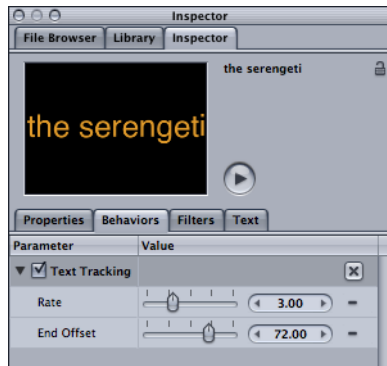 Inspector
File Browser Library Inspector
the serengeti
the serengeti
Properties Behaviors Filters Text
Parameter Value
Text Tracking
Rate 3.00
End Offset 72.00